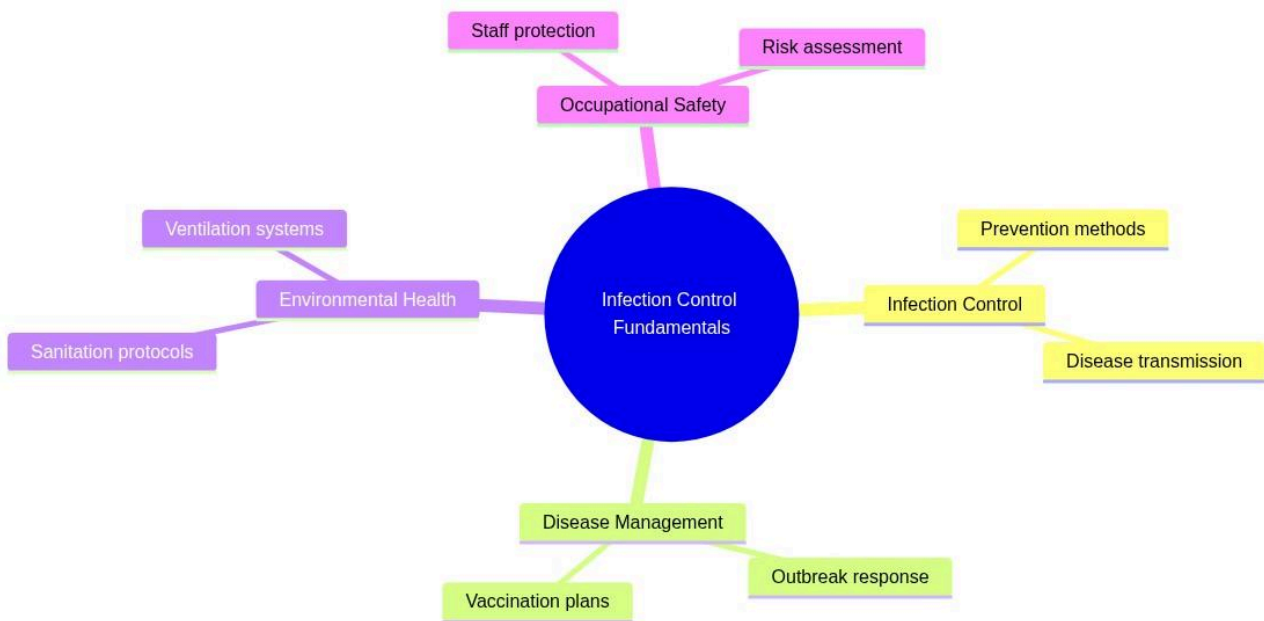 Staff protection
Risk assessment
Occupational Safety
Ventilation systems
Prevention methods
Environmental Health
Infection Control
Fundamentals
Infection Control
Sanitation protocols
Disease transmission
Disease Management
Outbreak response
Vaccination plans